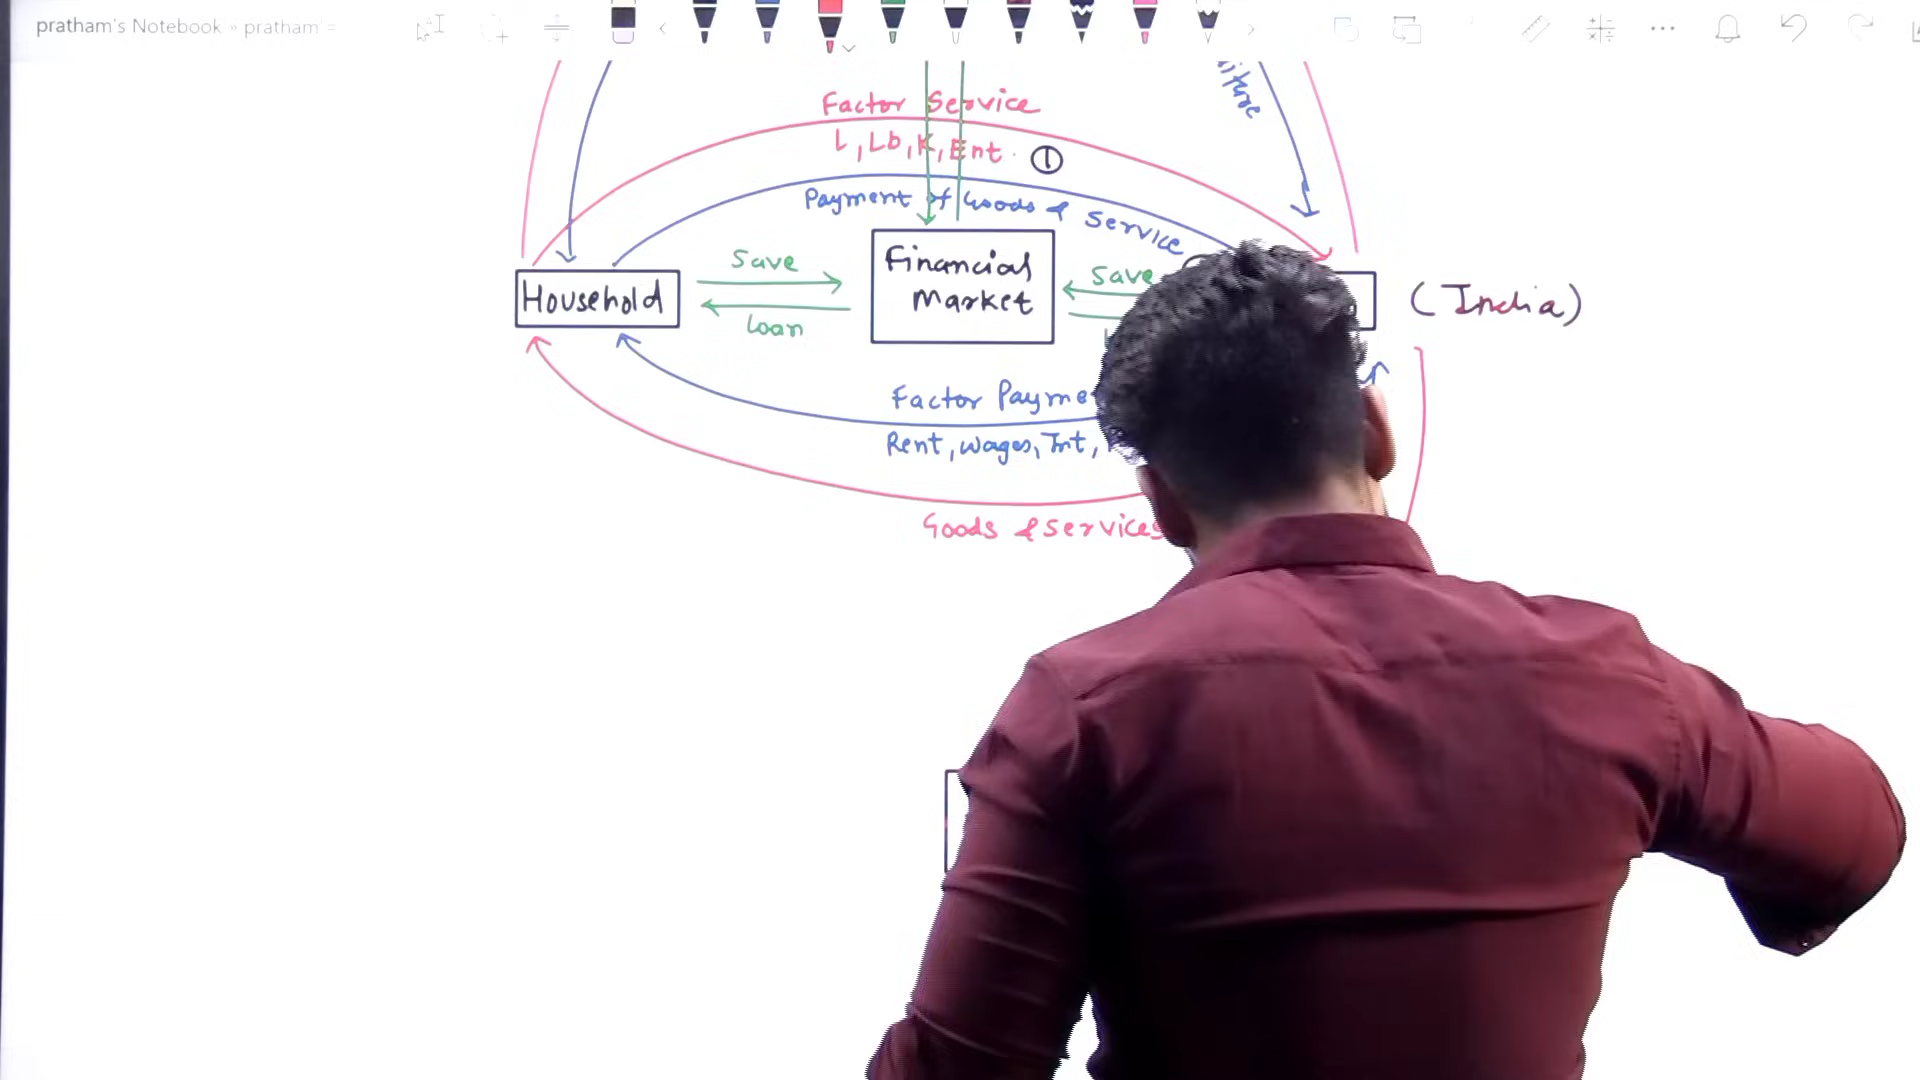 pratham's Notebook » pratham
Factor Service
L, Lb, K, Ent. ①
Payment of Goods & Service
Save
Financial
Market
Save
Household
(India)
Loan
Factor
Rent, Wages, Int,
Goods & Services